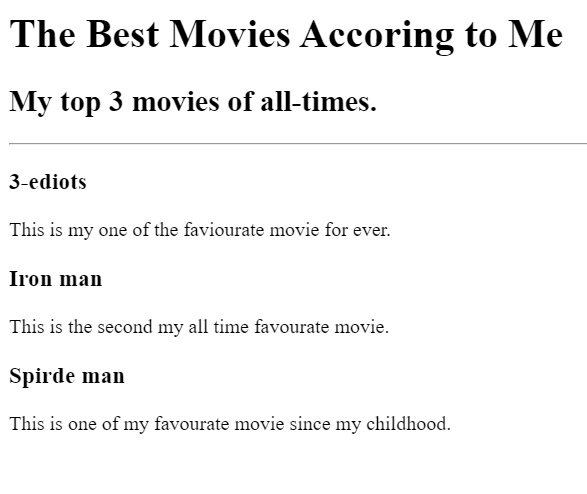 The Best Movies Accoring to Me
My top 3 movies of all-times.
3-ediots
This is my one of the faviourate movie for ever.
Iron man
This is the second my all time favourate movie.
Spirde man
This is one of my favourate movie since my childhood.